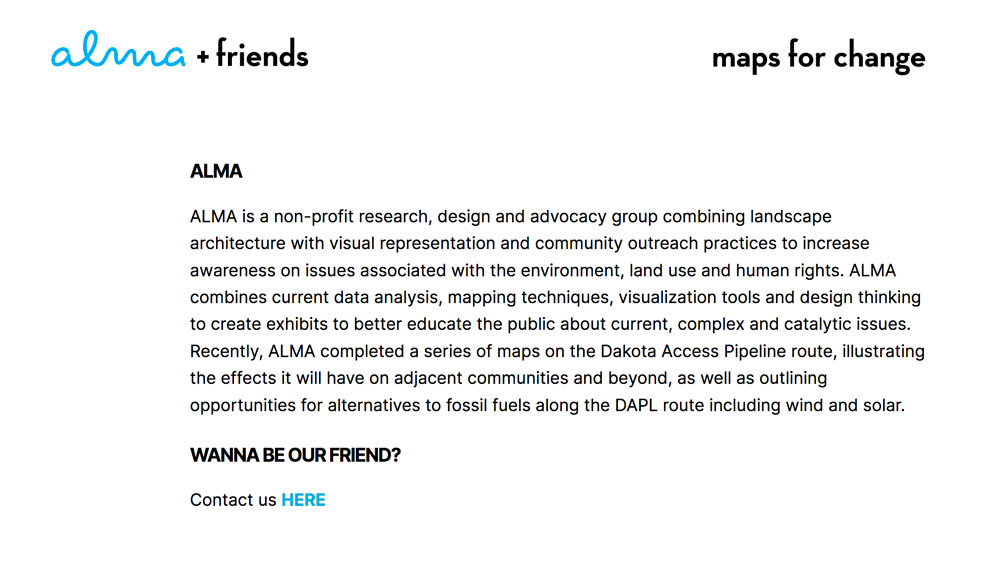 alma + friends
maps for change
ALMA
ALMA is a non-profit research, design and advocacy group combining landscape
architecture with visual representation and community outreach practices to increase
awareness on issues associated with the environment, land use and human rights. ALMA
combines current data analysis, mapping techniques, visualization tools and design thinking
to create exhibits to better educate the public about current, complex and catalytic issues.
Recently, ALMA completed a series of maps on the Dakota Access Pipeline route, illustrating
the effects it will have on adjacent communities and beyond, as well as outlining
opportunities for alternatives to fossil fuels along the DAPL route including wind and solar.
WANNA BE OUR FRIEND?
Contact us HERE